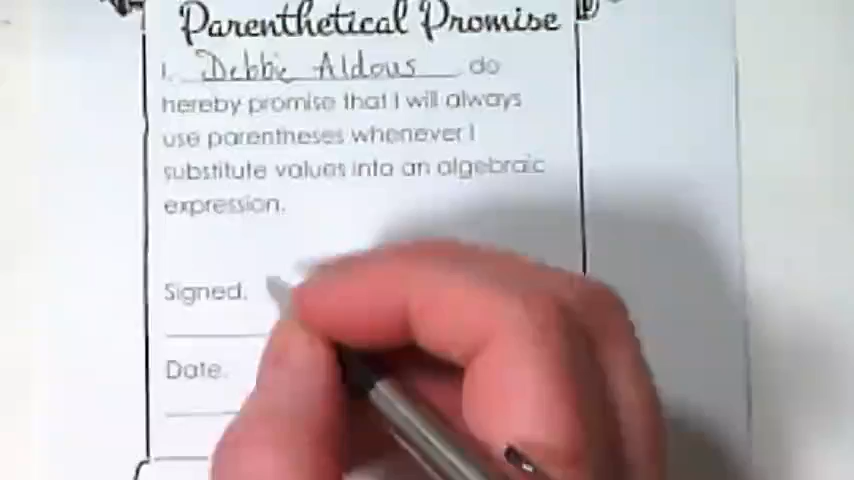 Parenthetical Promise
I, Debbie Aldous do
hereby promise that I will always
use parentheses whenever I
substitute values into an algebraic
expression.
Signed,
Date,